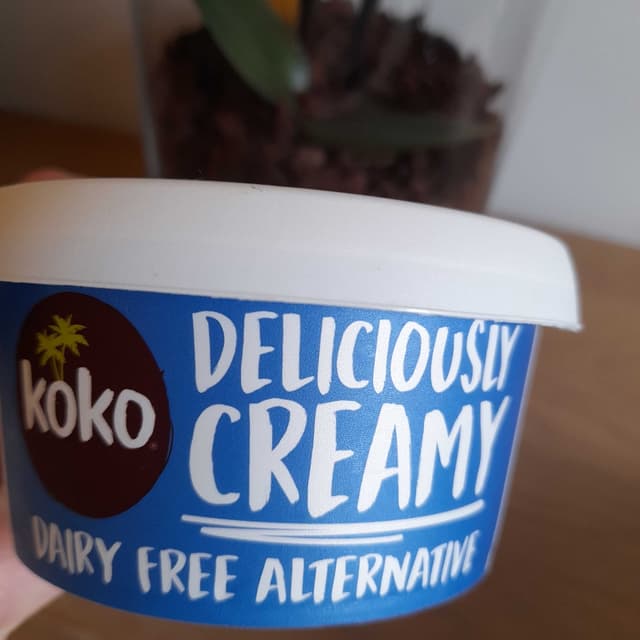 koko
DELICIOUSLY
CREAMY
DAIRY FREE ALTERNATIVE